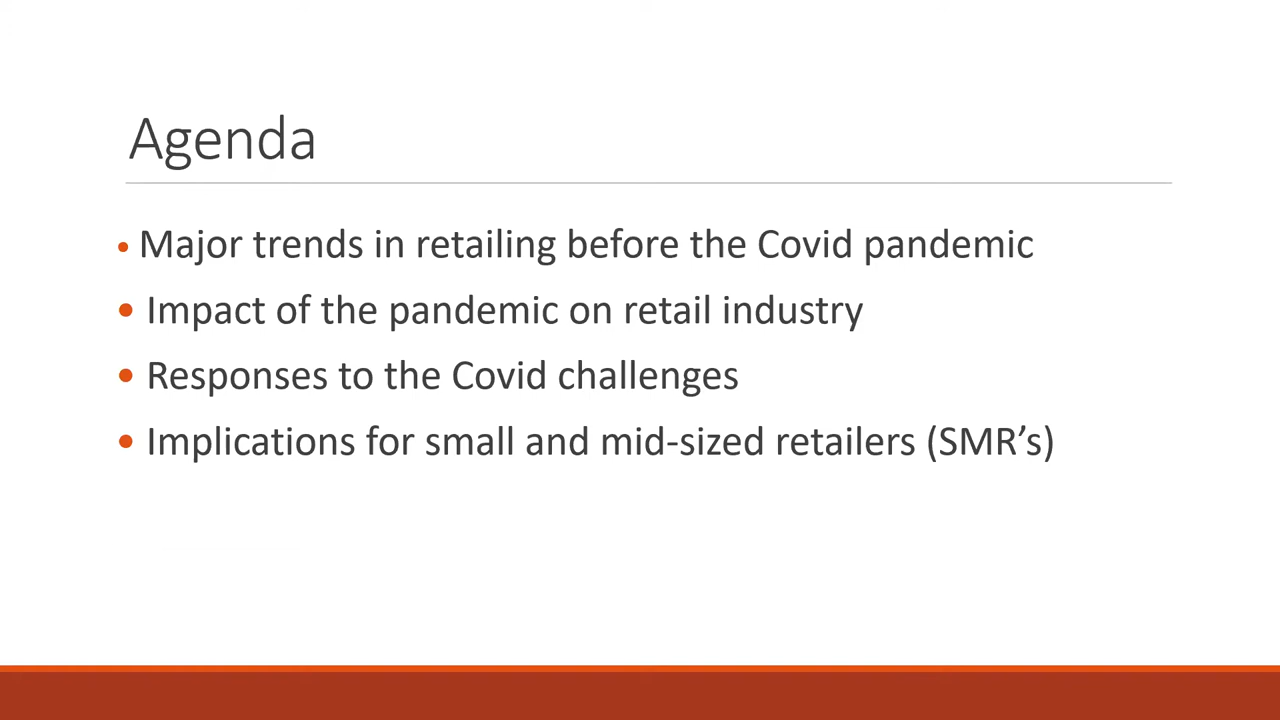 Agenda
• Major trends in retailing before the Covid pandemic
• Impact of the pandemic on retail industry
• Responses to the Covid challenges
• Implications for small and mid-sized retailers (SMR’s)